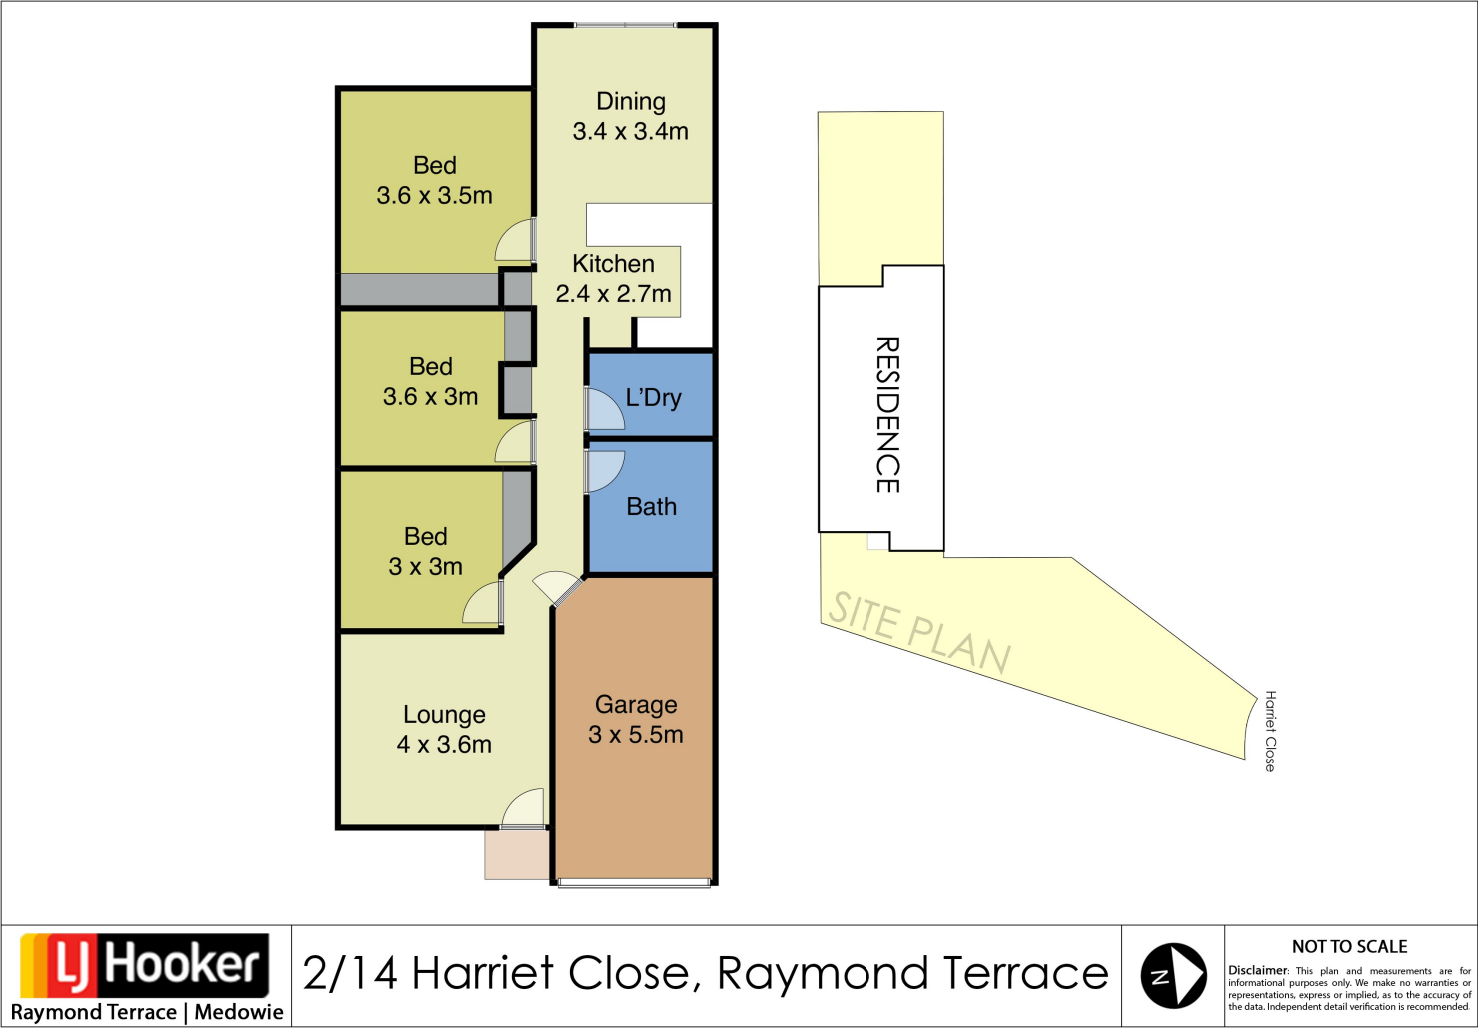 Dining
3.4 x 3.4m
Bed
3.6 x 3.5m
Kitchen
2.4 x 2.7m
Bed
3.6 x 3m
L'Dry
Bath
Bed
3 x 3m
Lounge
4 x 3.6m
Garage
3 x 5.5m
RESIDENCE
SITE PLAN
Harriet Close
LJ Hooker
Raymond Terrace | Medowie
2/14 Harriet Close, Raymond Terrace
N
NOT TO SCALE
Disclaimer: This plan and measurements are for
informational purposes only. We make no warranties or
representations, express or implied, as to the accuracy of
the data. Independent detail verification is recommended.